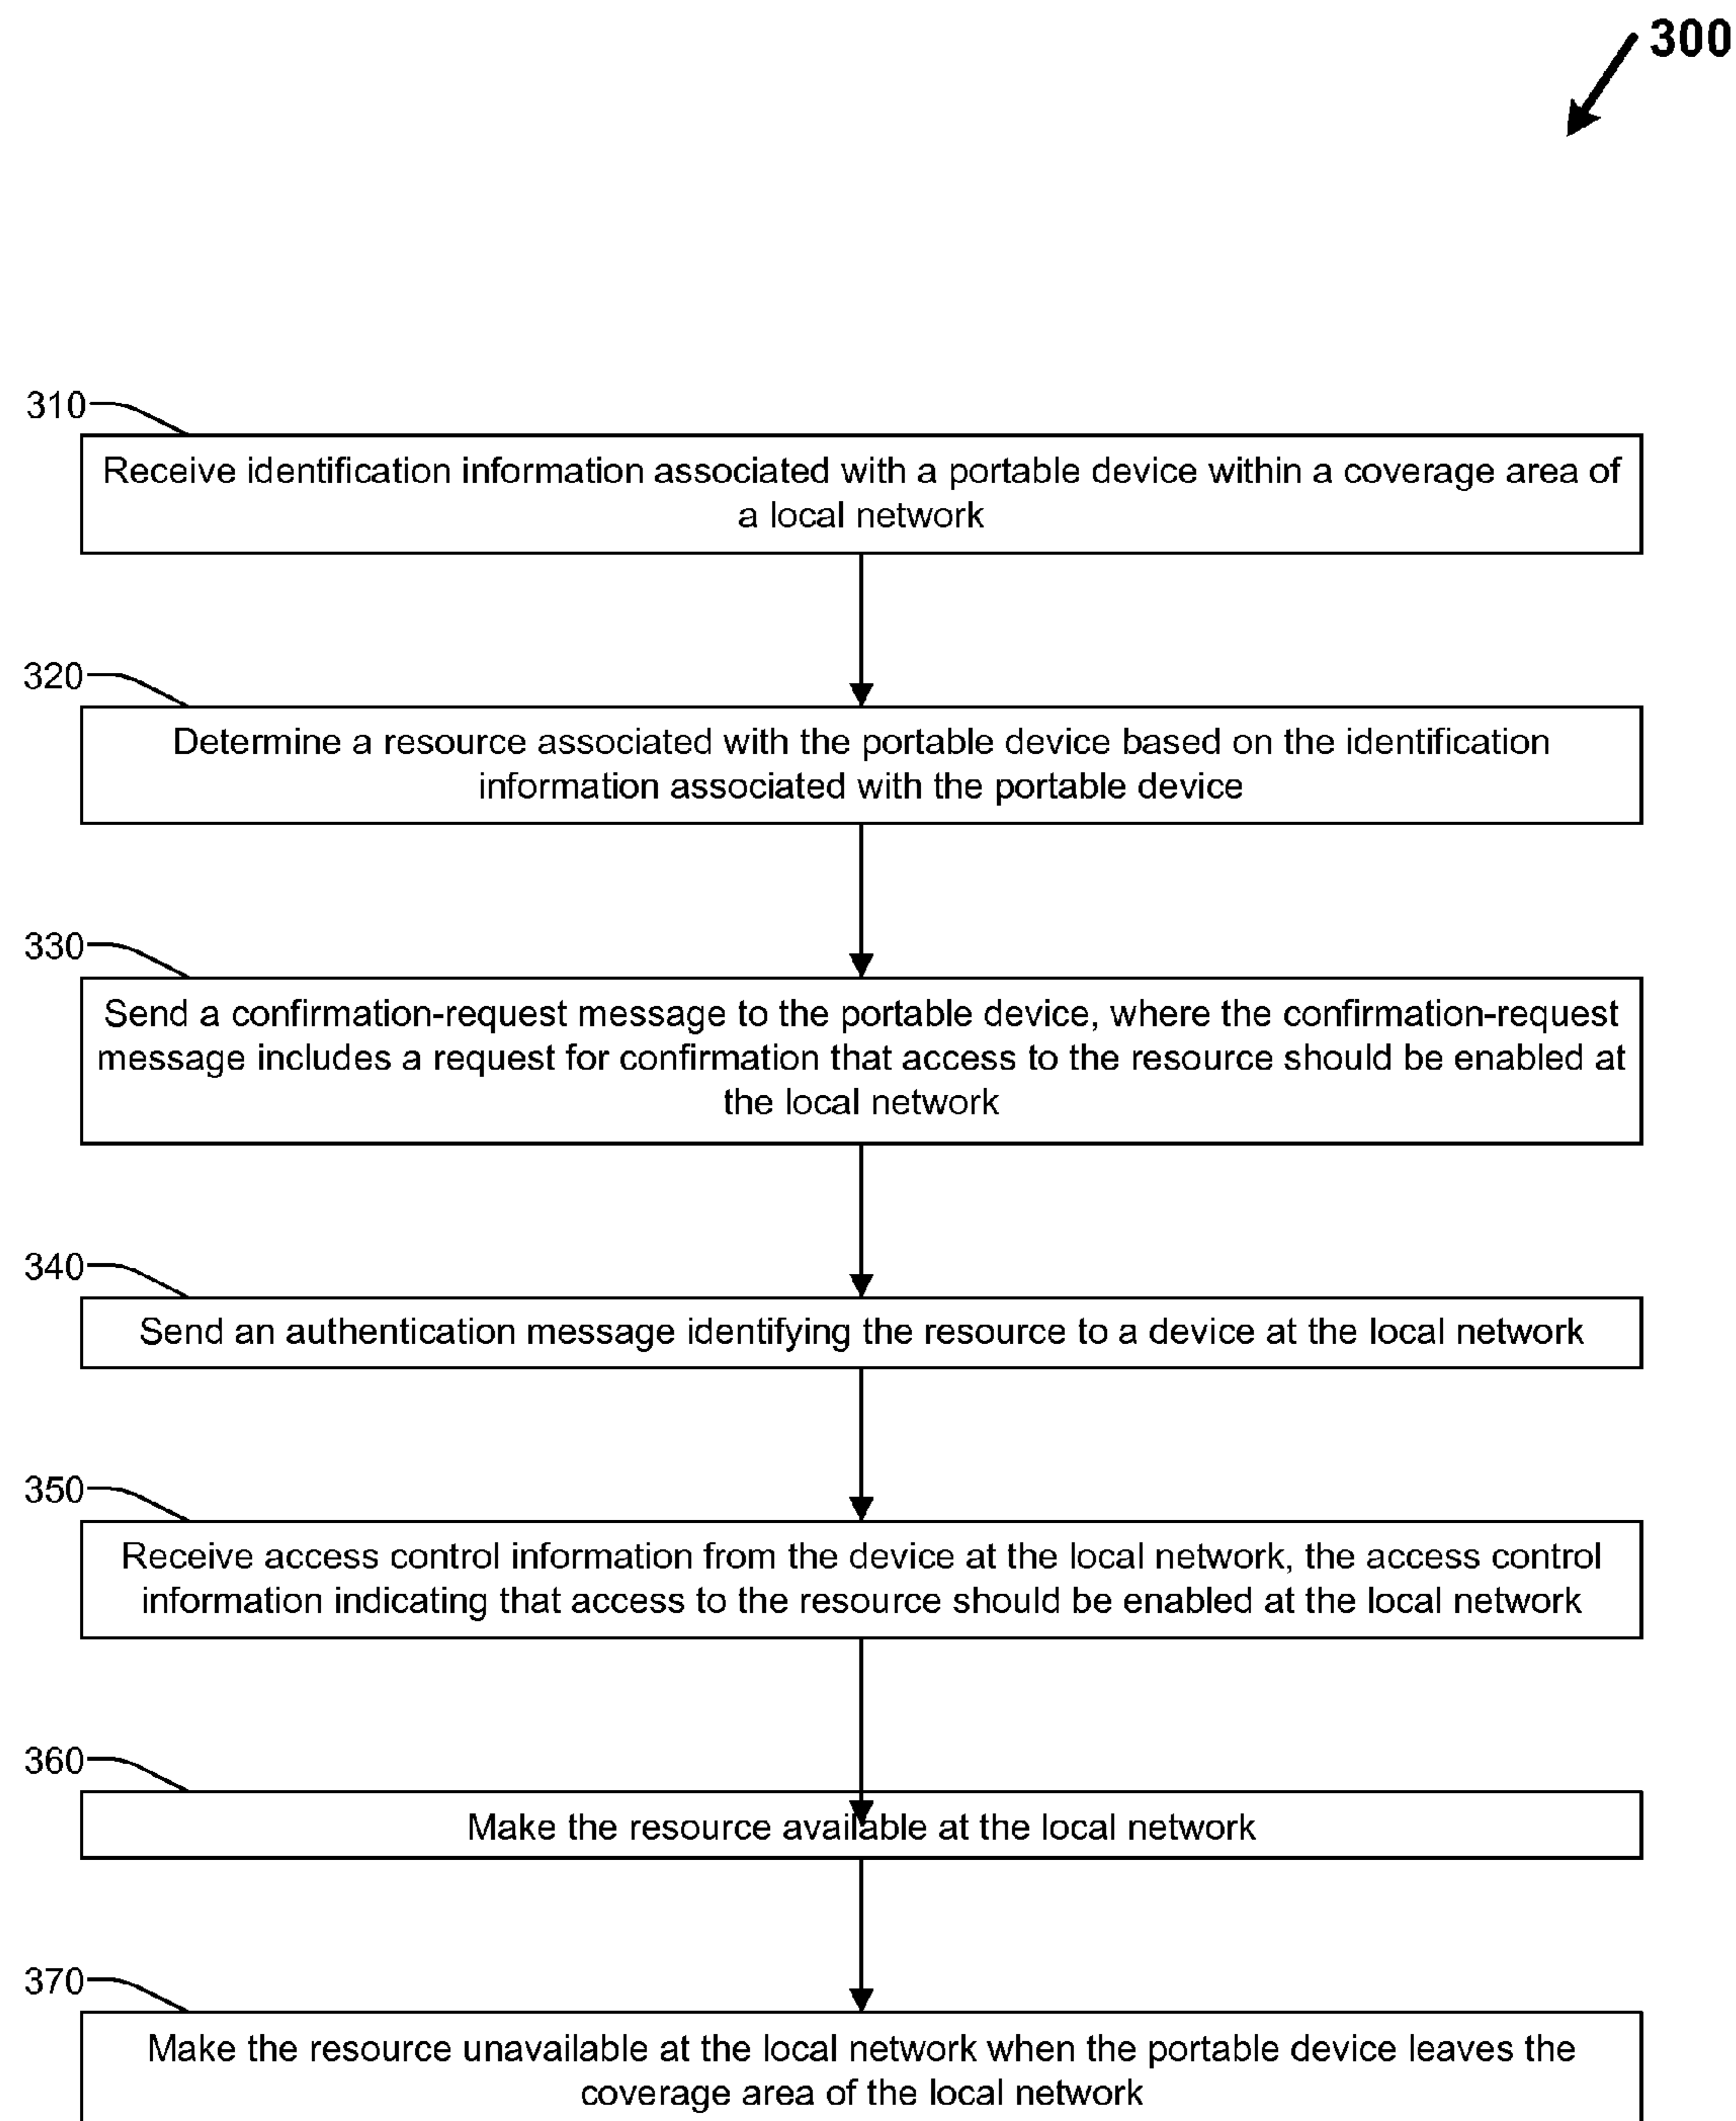 300
310
Receive identification information associated with a portable device within a coverage area of
a local network
320
Determine a resource associated with the portable device based on the identification
information associated with the portable device
330
Send a confirmation-request message to the portable device, where the confirmation-request
message includes a request for confirmation that access to the resource should be enabled at
the local network
340
Send an authentication message identifying the resource to a device at the local network
350
Receive access control information from the device at the local network, the access control
information indicating that access to the resource should be enabled at the local network
360
Make the resource available at the local network
370
Make the resource unavailable at the local network when the portable device leaves the
coverage area of the local network